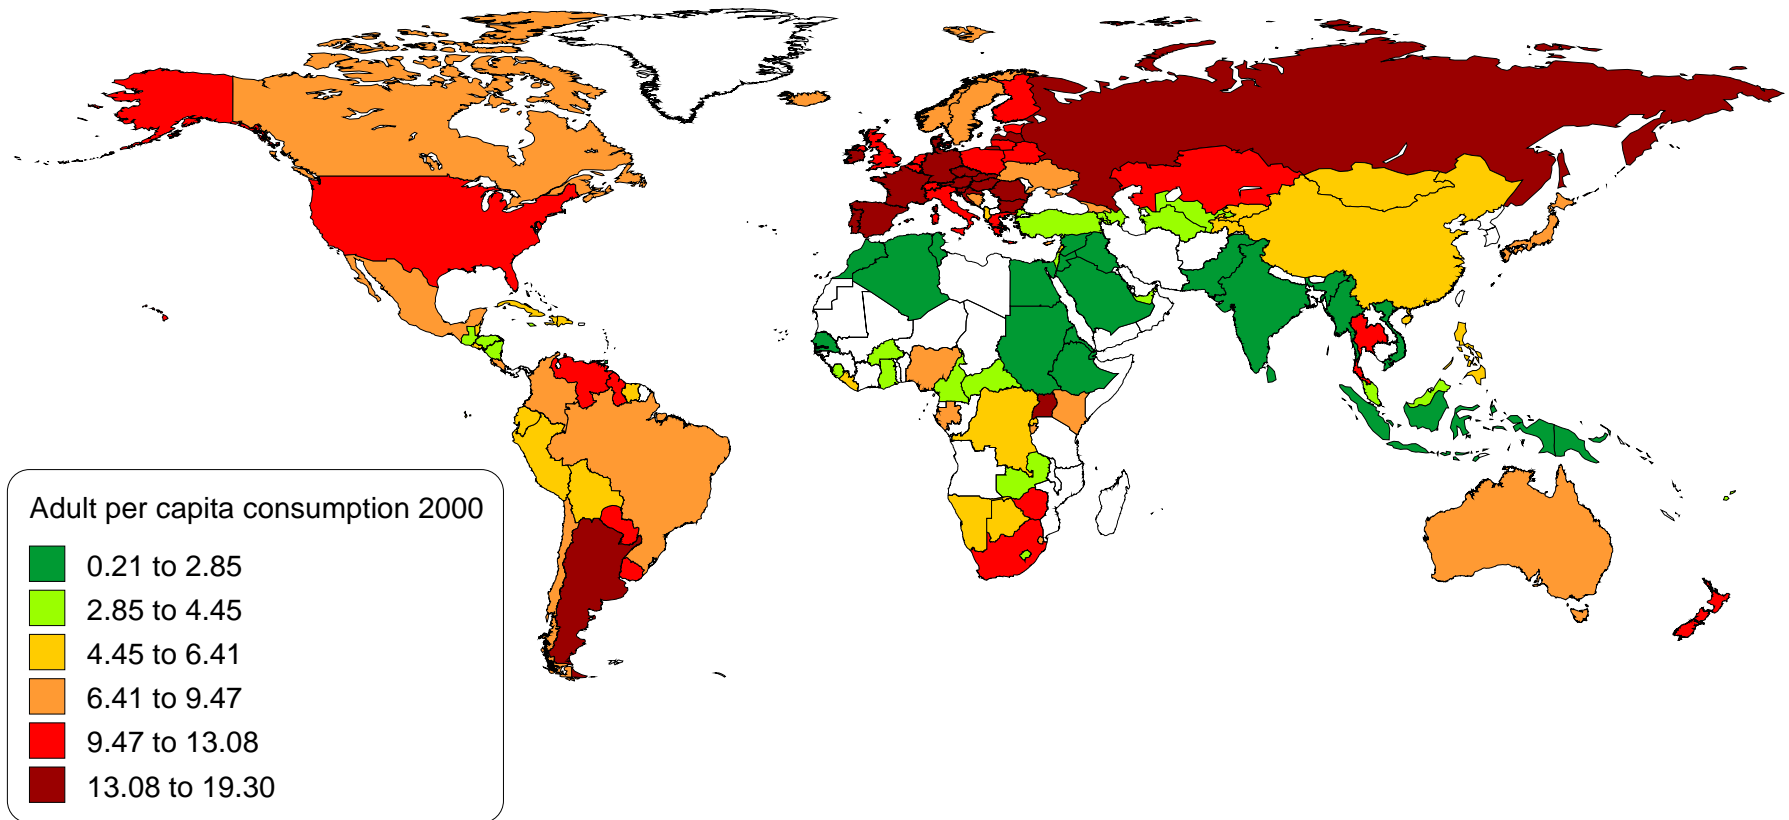 Adult per capita consumption 2000
0.21 to 2.85
2.85 to 4.45
4.45 to 6.41
6.41 to 9.47
9.47 to 13.08
13.08 to 19.30